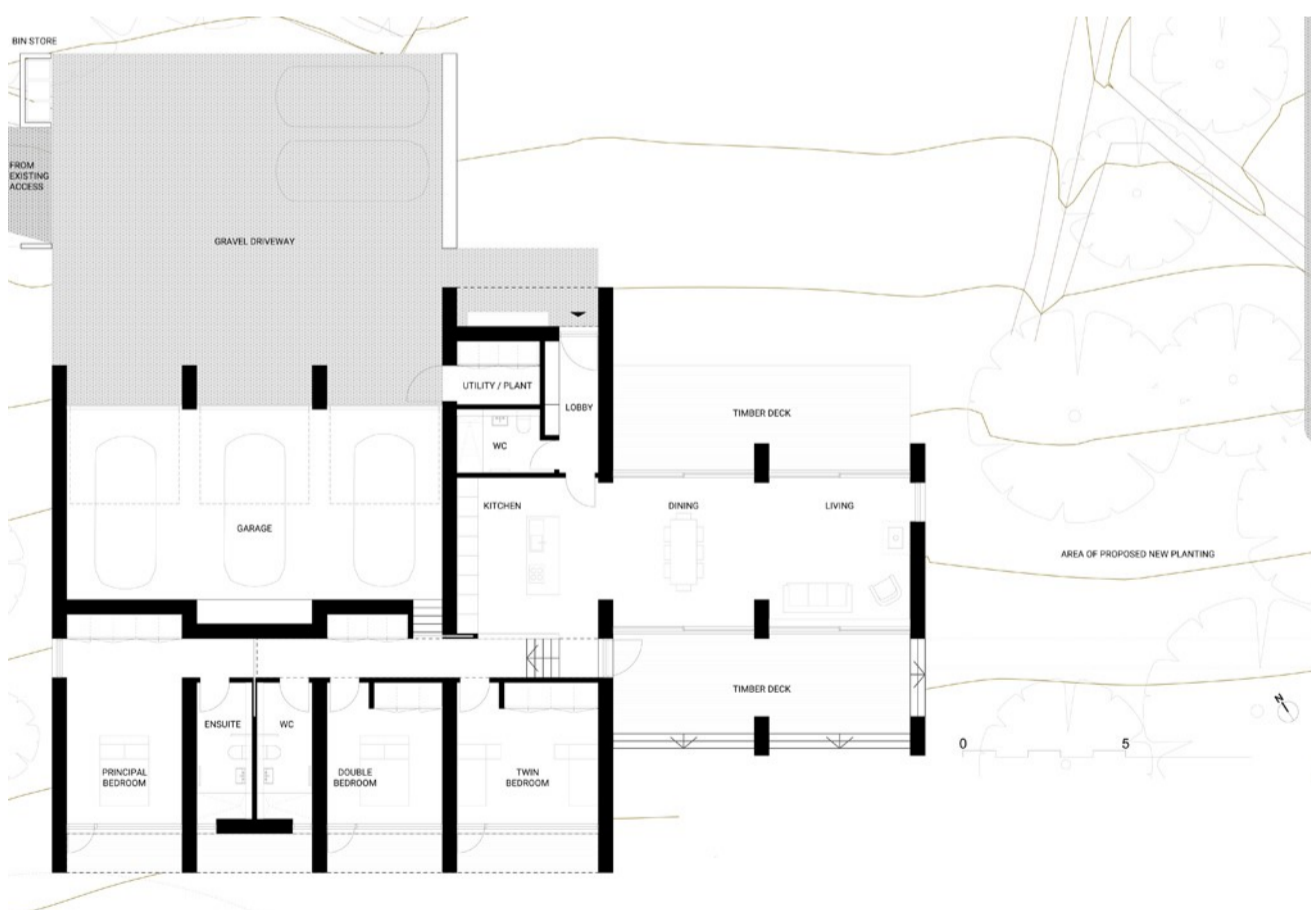 BIN STORE
FROM
EXISTING
ACCESS
GRAVEL DRIVEWAY
UTILITY / PLANT
LOBBY
WC
TIMBER DECK
KITCHEN
DINING
LIVING
GARAGE
AREA OF PROPOSED NEW PLANTING
TIMBER DECK
ENSUITE
WC
PRINCIPAL
BEDROOM
DOUBLE
BEDROOM
TWIN
BEDROOM
N
0
5